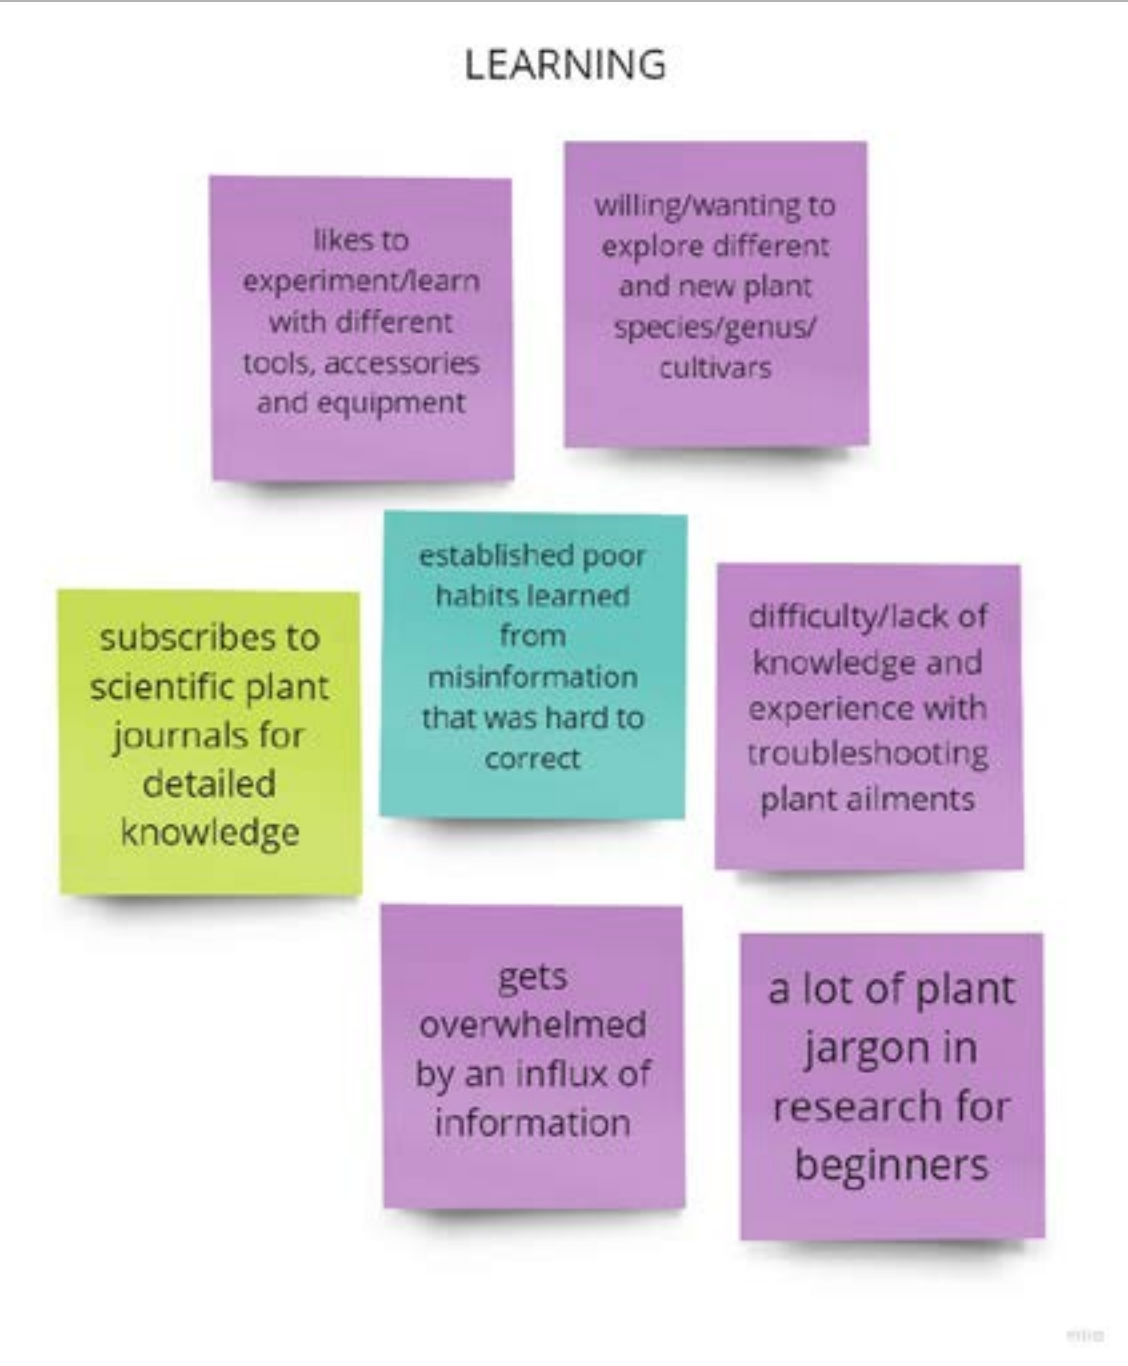 LEARNING
likes to
experiment/learn
with different
tools, accessories
and equipment
willing/wanting to
explore different
and new plant
species/genus/
cultivars
subscribes to
scientific plant
journals for
detailed
knowledge
established poor
habits learned
from
misinformation
that was hard to
correct
difficulty/lack of
knowledge and
experience with
troubleshooting
plant ailments
gets
overwhelmed
by an influx of
information
a lot of plant
jargon in
research for
beginners